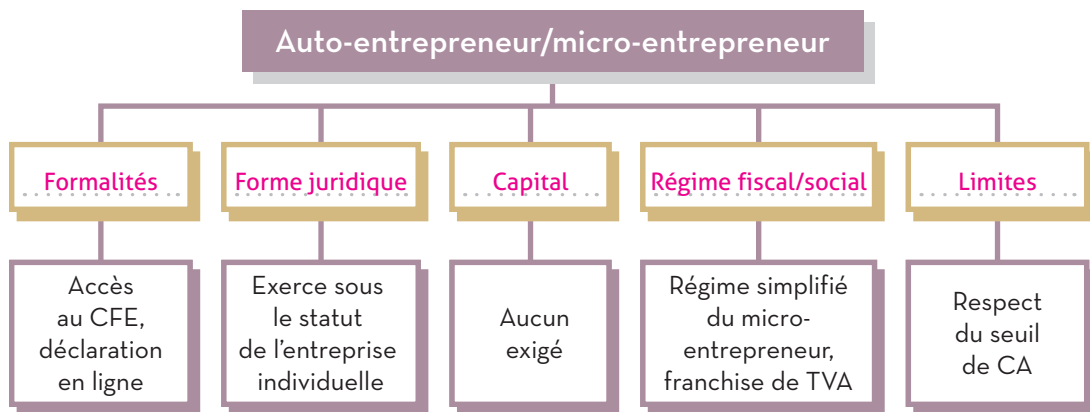 Auto-entrepreneur/micro-entrepreneur
Formalités
Forme juridique
Capital
Régime fiscal/social
Limites
Accès
au CFE,
déclaration
en ligne
Exerce sous
le statut
de l’entreprise
individuelle
Aucun
exigé
Régime simplifié
du micro-
entrepreneur,
franchise de TVA
Respect
du seuil
de CA